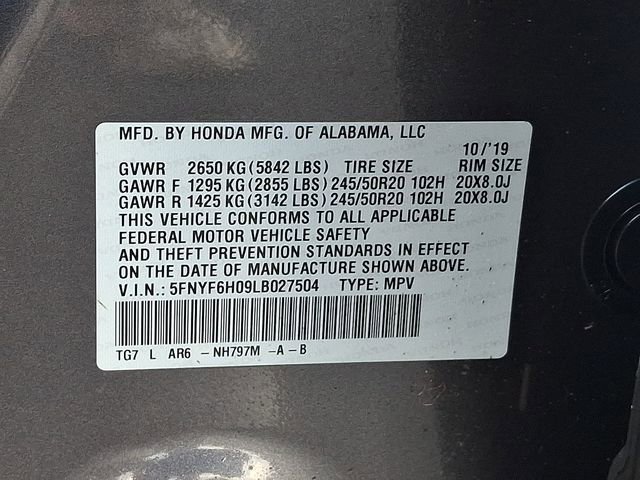 MFD. BY HONDA MFG. OF ALABAMA, LLC
10/'19
GVWR 2650 KG (5842 LBS) TIRE SIZE RIM SIZE
GAWR F 1295 KG (2855 LBS) 245/50R20 102H 20X8.0J
GAWR R 1425 KG (3142 LBS) 245/50R20 102H 20X8.0J
THIS VEHICLE CONFORMS TO ALL APPLICABLE
FEDERAL MOTOR VEHICLE SAFETY
AND THEFT PREVENTION STANDARDS IN EFFECT
ON THE DATE OF MANUFACTURE SHOWN ABOVE.
V.I.N.: 5FNYF6H09LB027504 TYPE: MPV
TG7 L AR6 -NH797M -A-B